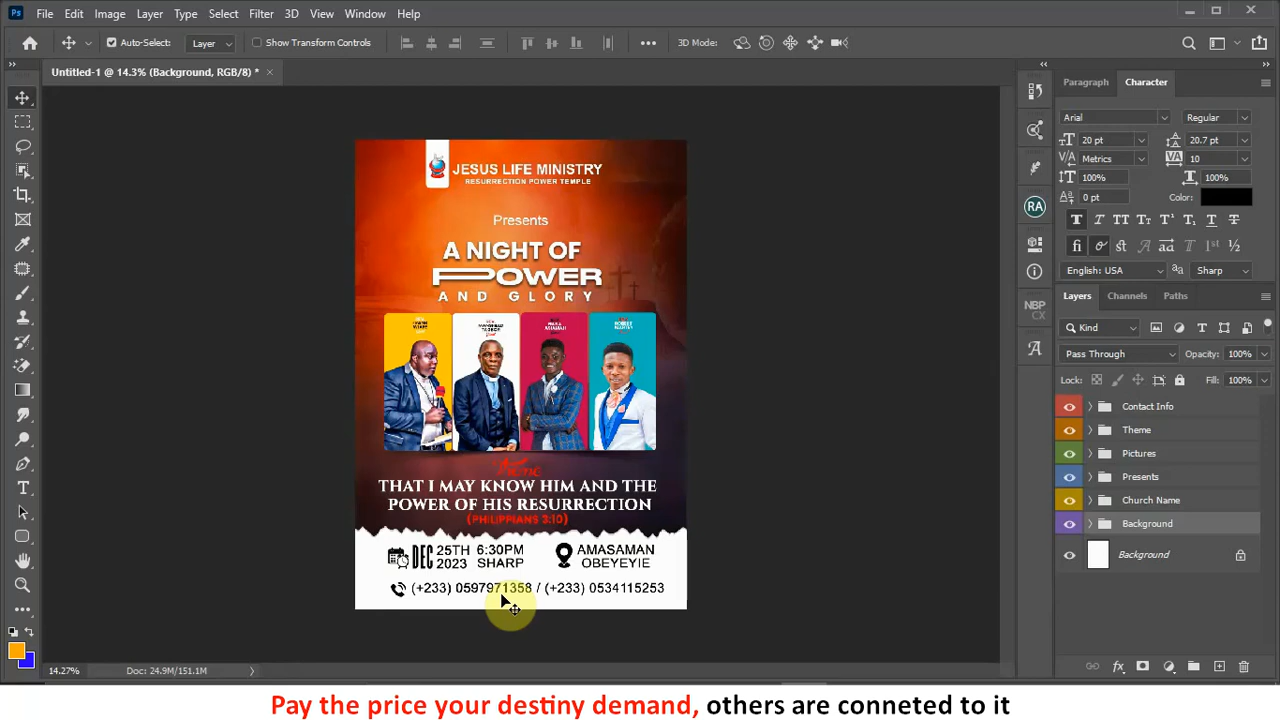 Ps File Edit Image Layer Type Select Filter 3D View Window Help
Auto-Select: Layer Show Transform Controls 3D Mode:
Untitled-1 @ 14.3% (Background, RGB/8) *
JESUS LIFE MINISTRY
RESURRECTION POWER TEMPLE
Presents
A NIGHT OF
POWER
AND GLORY
THAT I MAY KNOW HIM AND THE
POWER OF HIS RESURRECTION
(PHILIPPIANS 3:10)
DEC 25TH 2023
6:30PM SHARP
AMASAMAN
OBEYEYIE
(+233) 0597971358 / (+233) 0534115253
Paragraph Character
Arial Regular
20 pt 20.7 pt
Metrics 10
100% 100%
0 pt Color:
English: USA Sharp
RA
NBP
CX
Layers Channels Paths
Kind
Pass Through Opacity: 100%
Lock: Fill: 100%
Contact Info
Theme
Pictures
Presents
Church Name
Background
Background
14.27% Doc: 24.9M/151.1M
Pay the price your destiny demand, others are conneted to it